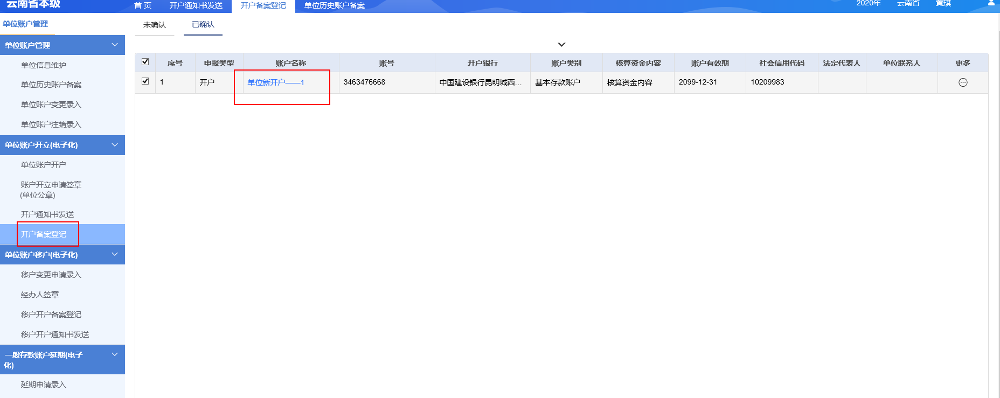 云南省本级
首 页
开户通知书发送
开户备案登记
单位历史账户备案
2020年
云南省
黄琪
单位账户管理
未确认
已确认
单位账户管理
单位信息维护
单位历史账户备案
单位账户变更录入
单位账户注销录入
单位账户开立(电子化)
单位账户开户
账户开立申请签章
(单位公章)
开户通知书发送
开户备案登记
单位账户移户(电子化)
移户变更申请录入
经办人签章
移户开户备案登记
移户开户通知书发送
一般存款账户延期(电子
化)
延期申请录入
序号 申报类型 账户名称 账号 开户银行 账户类别 核算资金内容 账户有效期 社会信用代码 法定代表人 单位联系人 更多
1 开户 单位新开户——1 3463476668 中国建设银行昆明城西... 基本存款账户 核算资金内容 2099-12-31 10209983